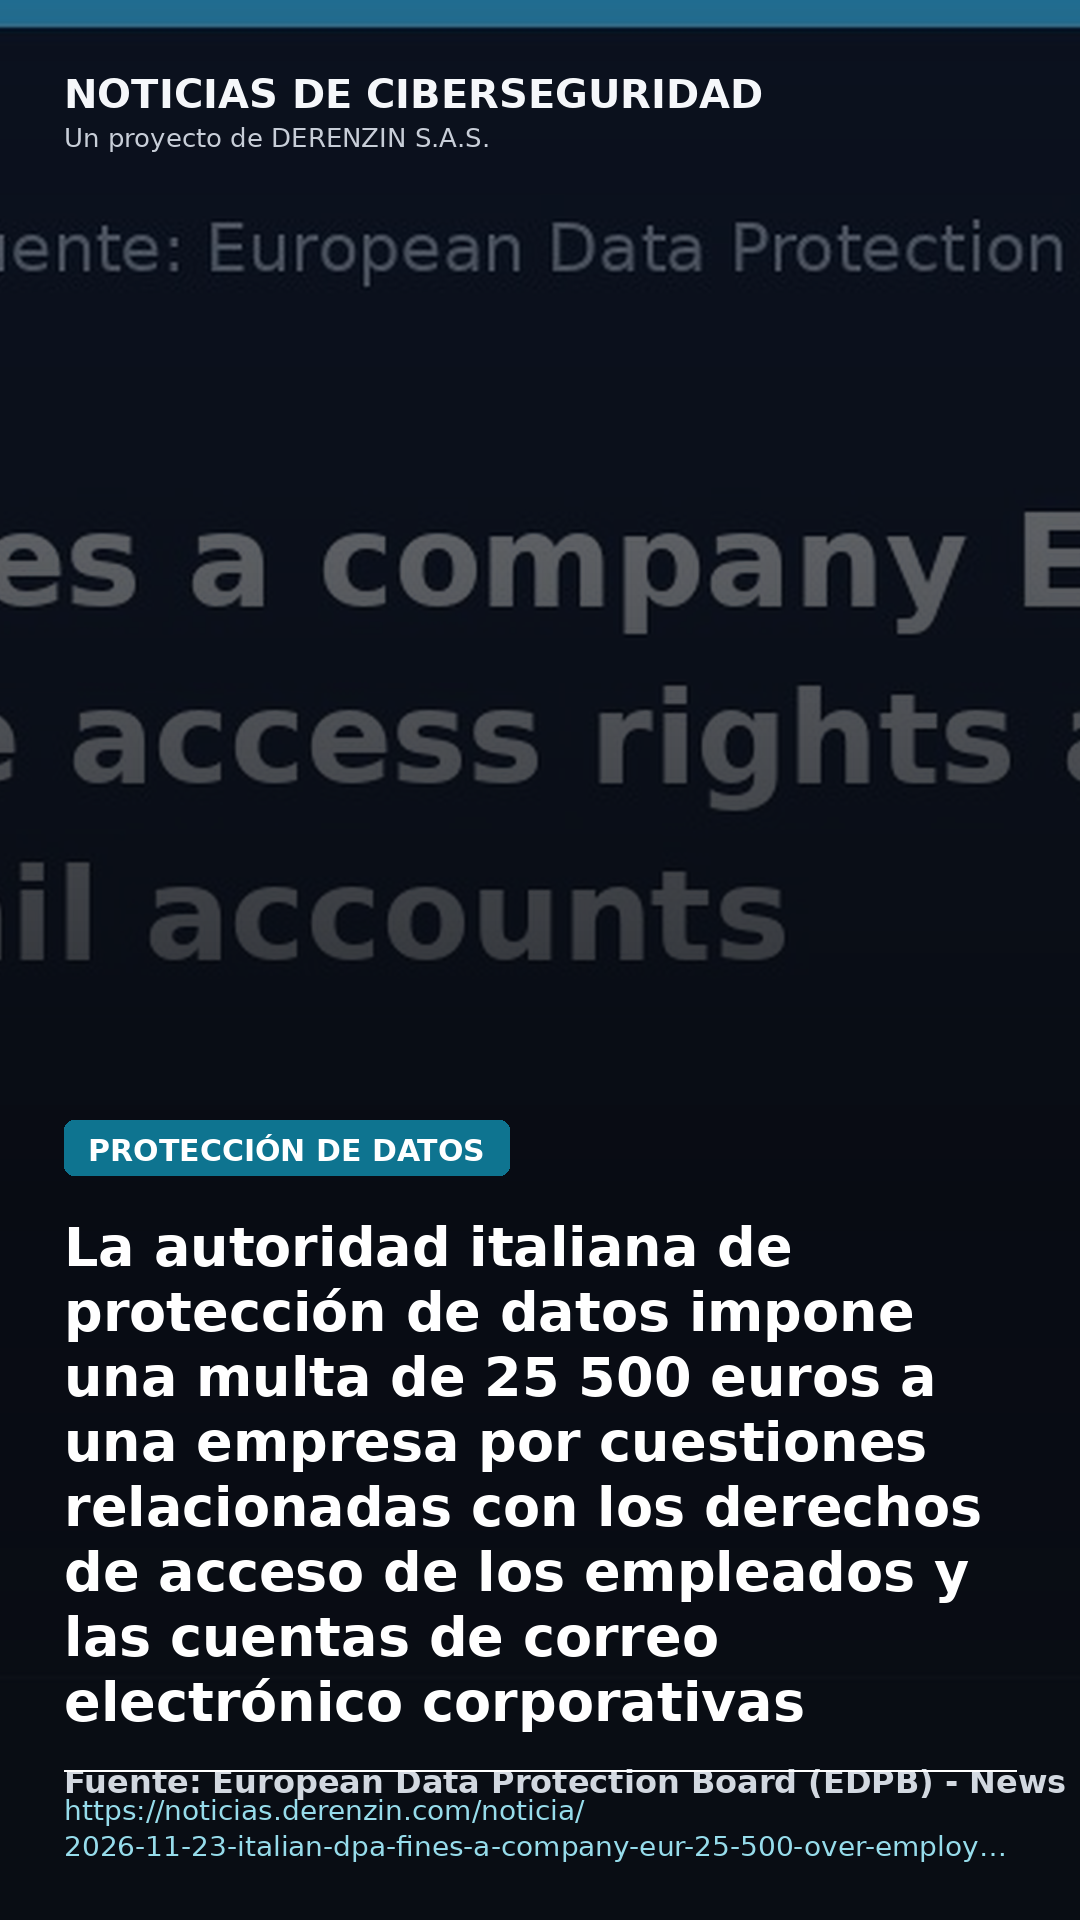 NOTICIAS DE CIBERSEGURIDAD
Un proyecto de DERENZIN S.A.S.
uente: European Data Protection
es a company E
e access rights a
ail accounts
PROTECCIÓN DE DATOS
La autoridad italiana de
protección de datos impone
una multa de 25 500 euros a
una empresa por cuestiones
relacionadas con los derechos
de acceso de los empleados y
las cuentas de correo
electrónico corporativas
Fuente: European Data Protection Board (EDPB) - News
https://noticias.derenzin.com/noticia/
2026-11-23-italian-dpa-fines-a-company-eur-25-500-over-employ…